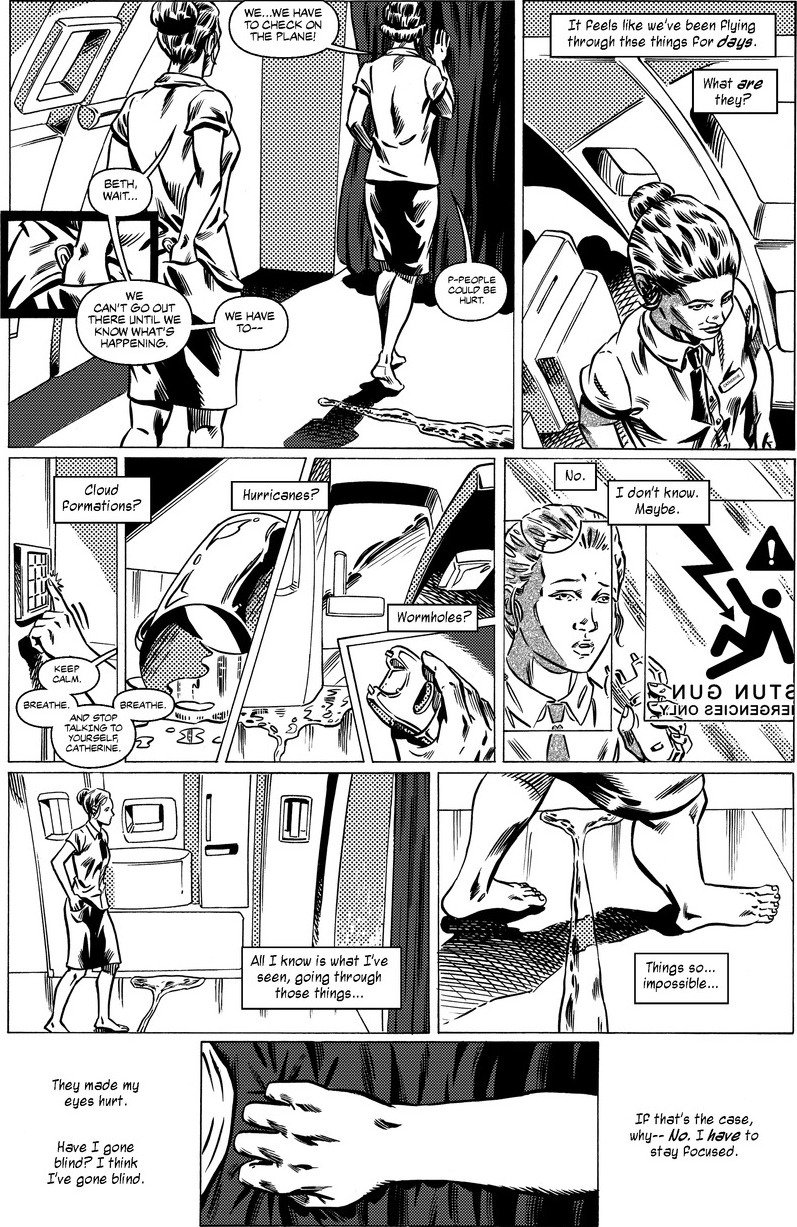 WE...WE HAVE
TO CHECK ON
THE PLANE!
BETH,
WAIT...
WE
CAN'T GO OUT
THERE UNTIL WE
KNOW WHAT'S
HAPPENING.
WE HAVE
TO--
P-PEOPLE
COULD BE
HURT.
It feels like we've been flying
through thse things for days.
What are
they?
Cloud
formations?
KEEP
CALM.
BREATHE.
BREATHE.
AND STOP
TALKING TO
YOURSELF,
CATHERINE.
Hurricanes?
Wormholes?
No.
I don't know.
Maybe.
STUN GUN
MERGENCIES ONLY
All I know is what I've
seen, going through
those things...
Things so...
impossible...
They made my
eyes hurt.
Have I gone
blind? I think
I've gone blind.
If that's the case,
why-- No. I have to
stay focused.